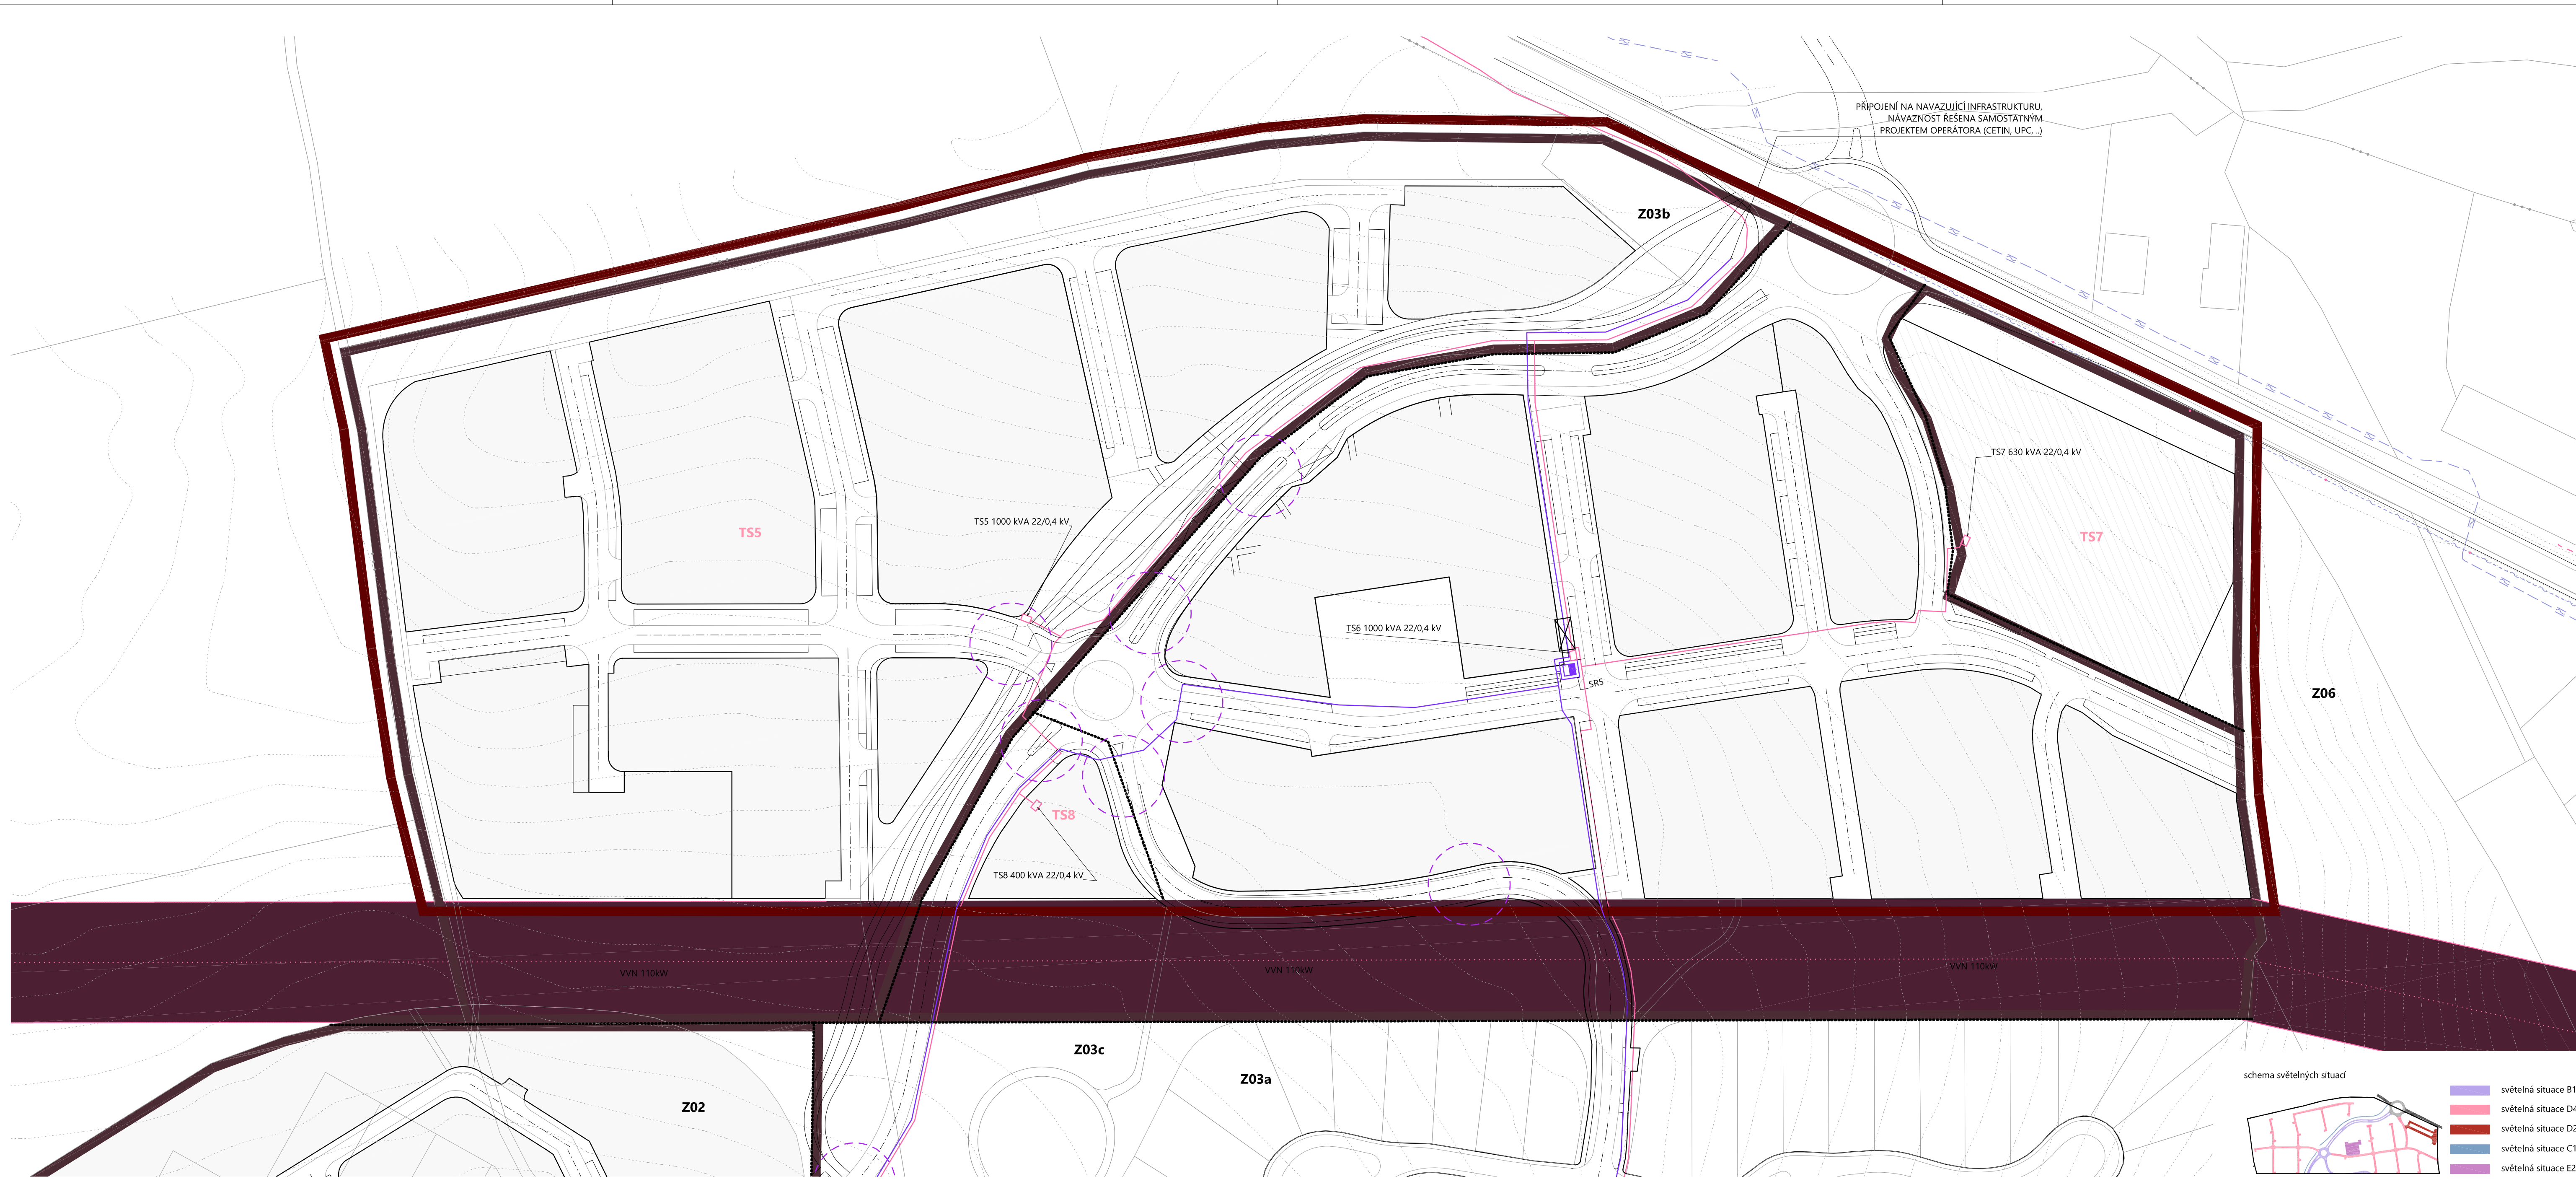 PŘIPOJENÍ NA NAVAZUJÍCÍ INFRASTRUKTURU,
NÁVAZNOST ŘEŠENA SAMOSTATNÝM
PROJEKTEM OPERÁTORA (CETIN, UPC, ..)
Z03b
TS7 630 kVA 22/0,4 kV
TS5 1000 kVA 22/0,4 kV
TS5
TS7
TS6 1000 kVA 22/0,4 kV
SR5
Z06
TS8
TS8 400 kVA 22/0,4 kV
VVN 110kW
VVN 110kW
VVN 110kW
Z03c
Z03a
Z02
schema světelných situací
světelná situace B1
světelná situace D4
světelná situace D2
světelná situace C1
světelná situace E2